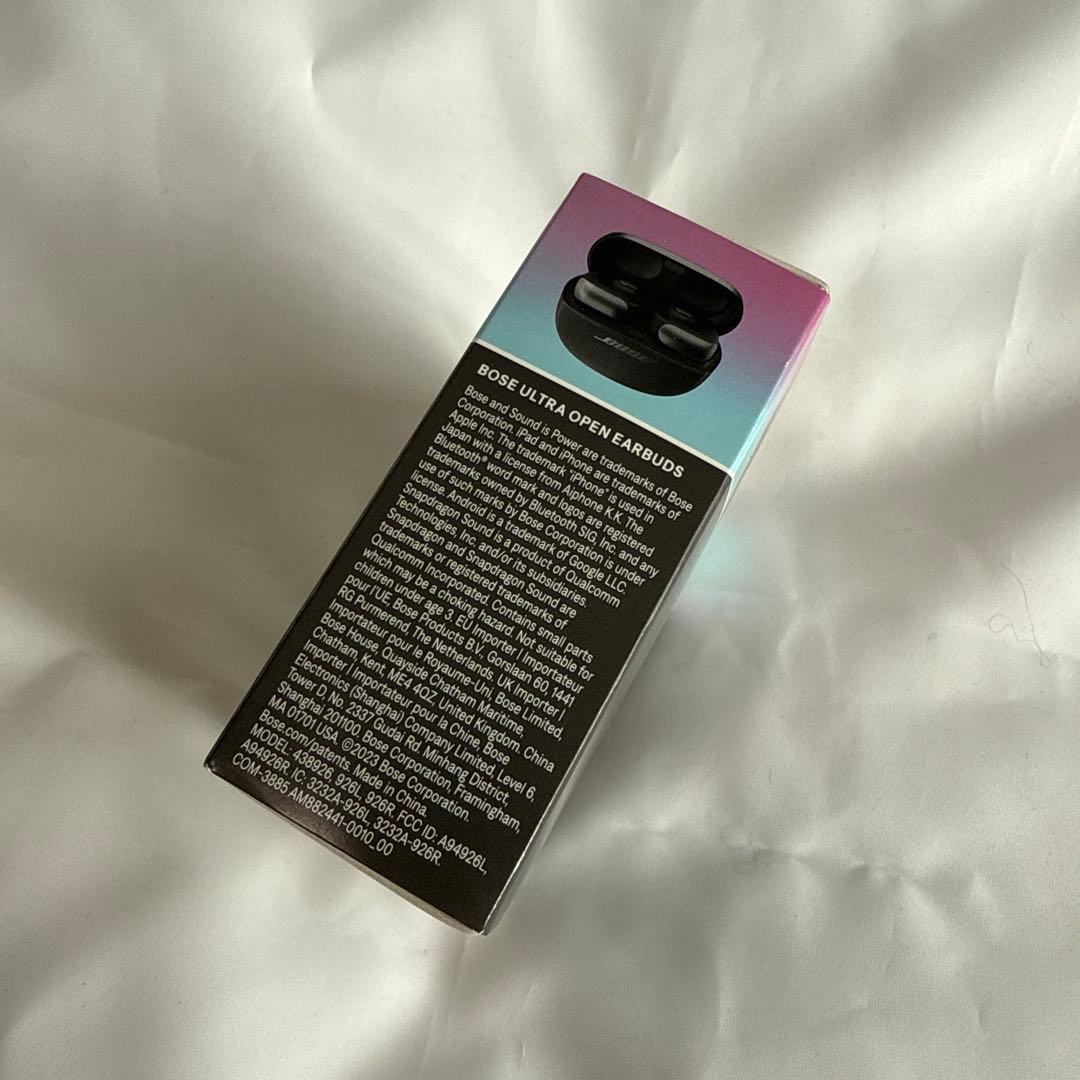 BOSE
BOSE ULTRA OPEN EARBUDS
Bose and Sound is Power are trademarks of Bose
Corporation. iPad and iPhone are trademarks of
Apple Inc. The trademark "iPhone" is used in
Japan with a license from Aiphone K.K. The
Bluetooth® word mark and logos are registered
trademarks owned by Bluetooth SIG, Inc. and any
use of such marks by Bose Corporation is under
license. Android is a trademark of Google LLC.
Snapdragon Sound is a product of Qualcomm
Technologies, Inc. and/or its subsidiaries.
Snapdragon and Snapdragon Sound are
trademarks or registered trademarks of
Qualcomm Incorporated. Contains small parts
which may be a choking hazard. Not suitable for
children under age 3. EU Importer | Importateur
pour l'UE, Bose Products B.V., Gorslaan 60, 1441
RG Purmerend, The Netherlands. UK Importer |
Importateur pour le Royaume-Uni, Bose Limited,
Bose House, Quayside Chatham Maritime,
Chatham, Kent, ME4 4QZ, United Kingdom. China
Importer | Importateur pour la Chine, Bose
Electronics (Shanghai) Company Limited, Level 6,
Tower D, No. 2337 Gudai Rd. Minhang District,
Shanghai 201100. Bose Corporation, Framingham,
MA 01701 USA. ©2023 Bose Corporation.
Bose.com/patents. Made in China.
MODEL: 438926, 926L, 926R. FCC ID: A94926L,
A94926R. IC: 3232A-926L, 3232A-926R.
COM-3885 AM882441-0010_00